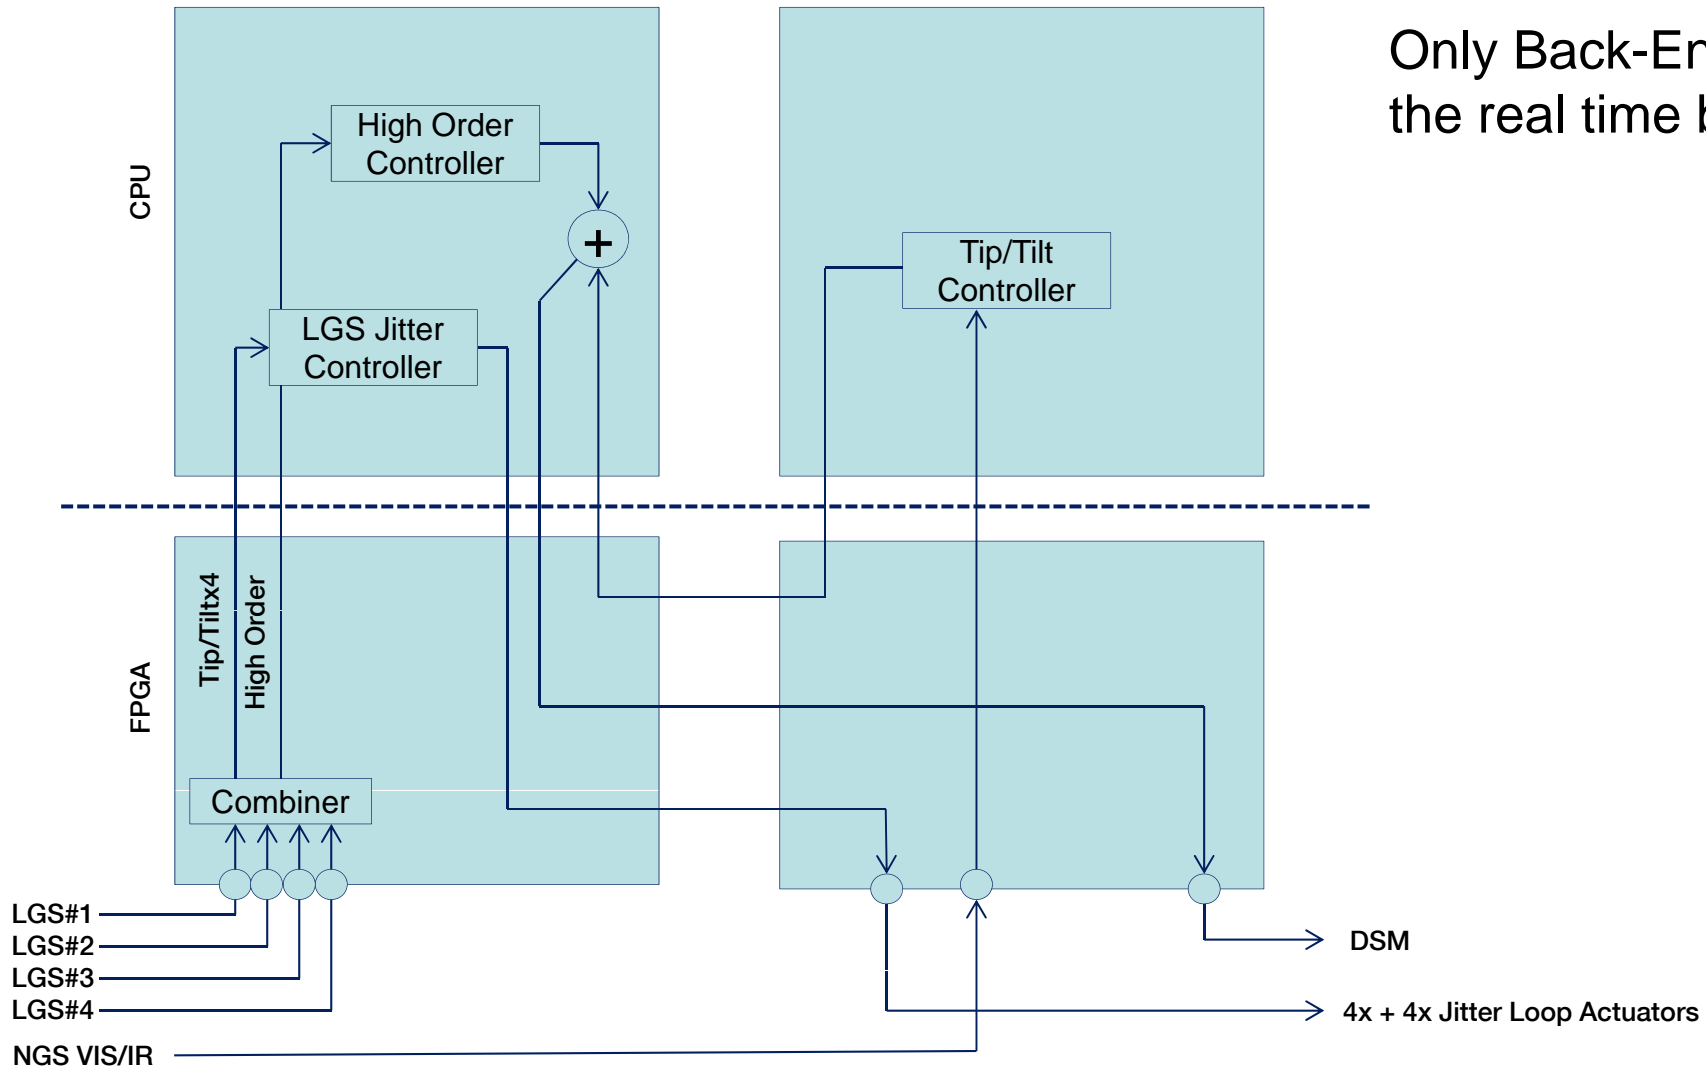 Only Back-En
the real time b
CPU
High Order
Controller
+
Tip/Tilt
Controller
LGS Jitter
Controller
FPGA
Tip/Tiltx4
High Order
Combiner
LGS#1
LGS#2
LGS#3
LGS#4
NGS VIS/IR
DSM
4x + 4x Jitter Loop Actuators